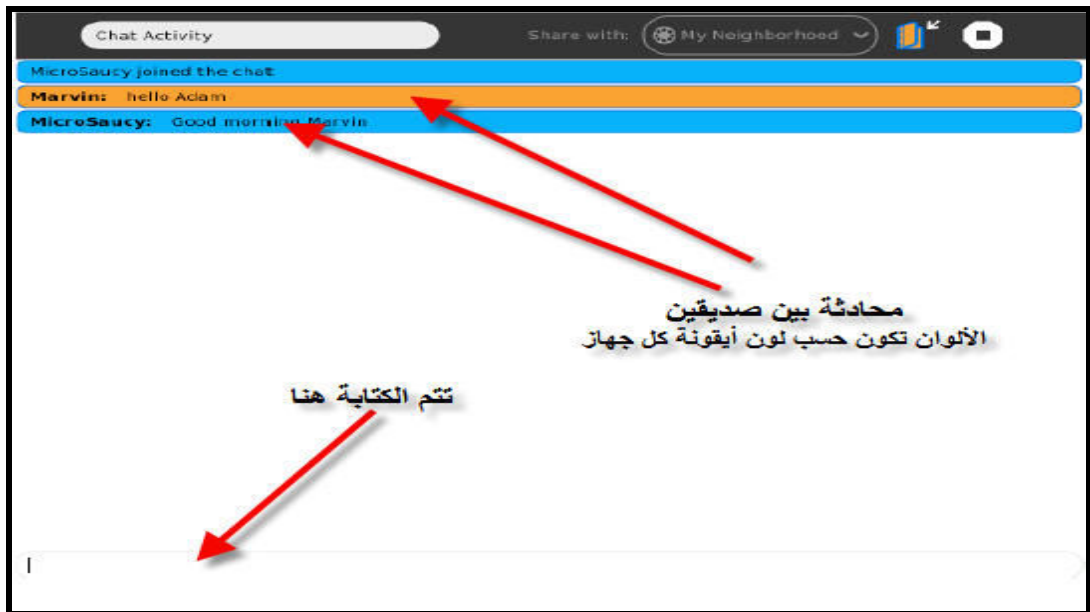 Chat Activity
Share with: My Neighborhood
MicroSaucy joined the chat
Marvin: hello Adam
MicroSaucy: Good morning Marvin
محادثة بين صديقين
الألوان تكون حسب لون أيقونة كل جهاز
تتم الكتابة هنا